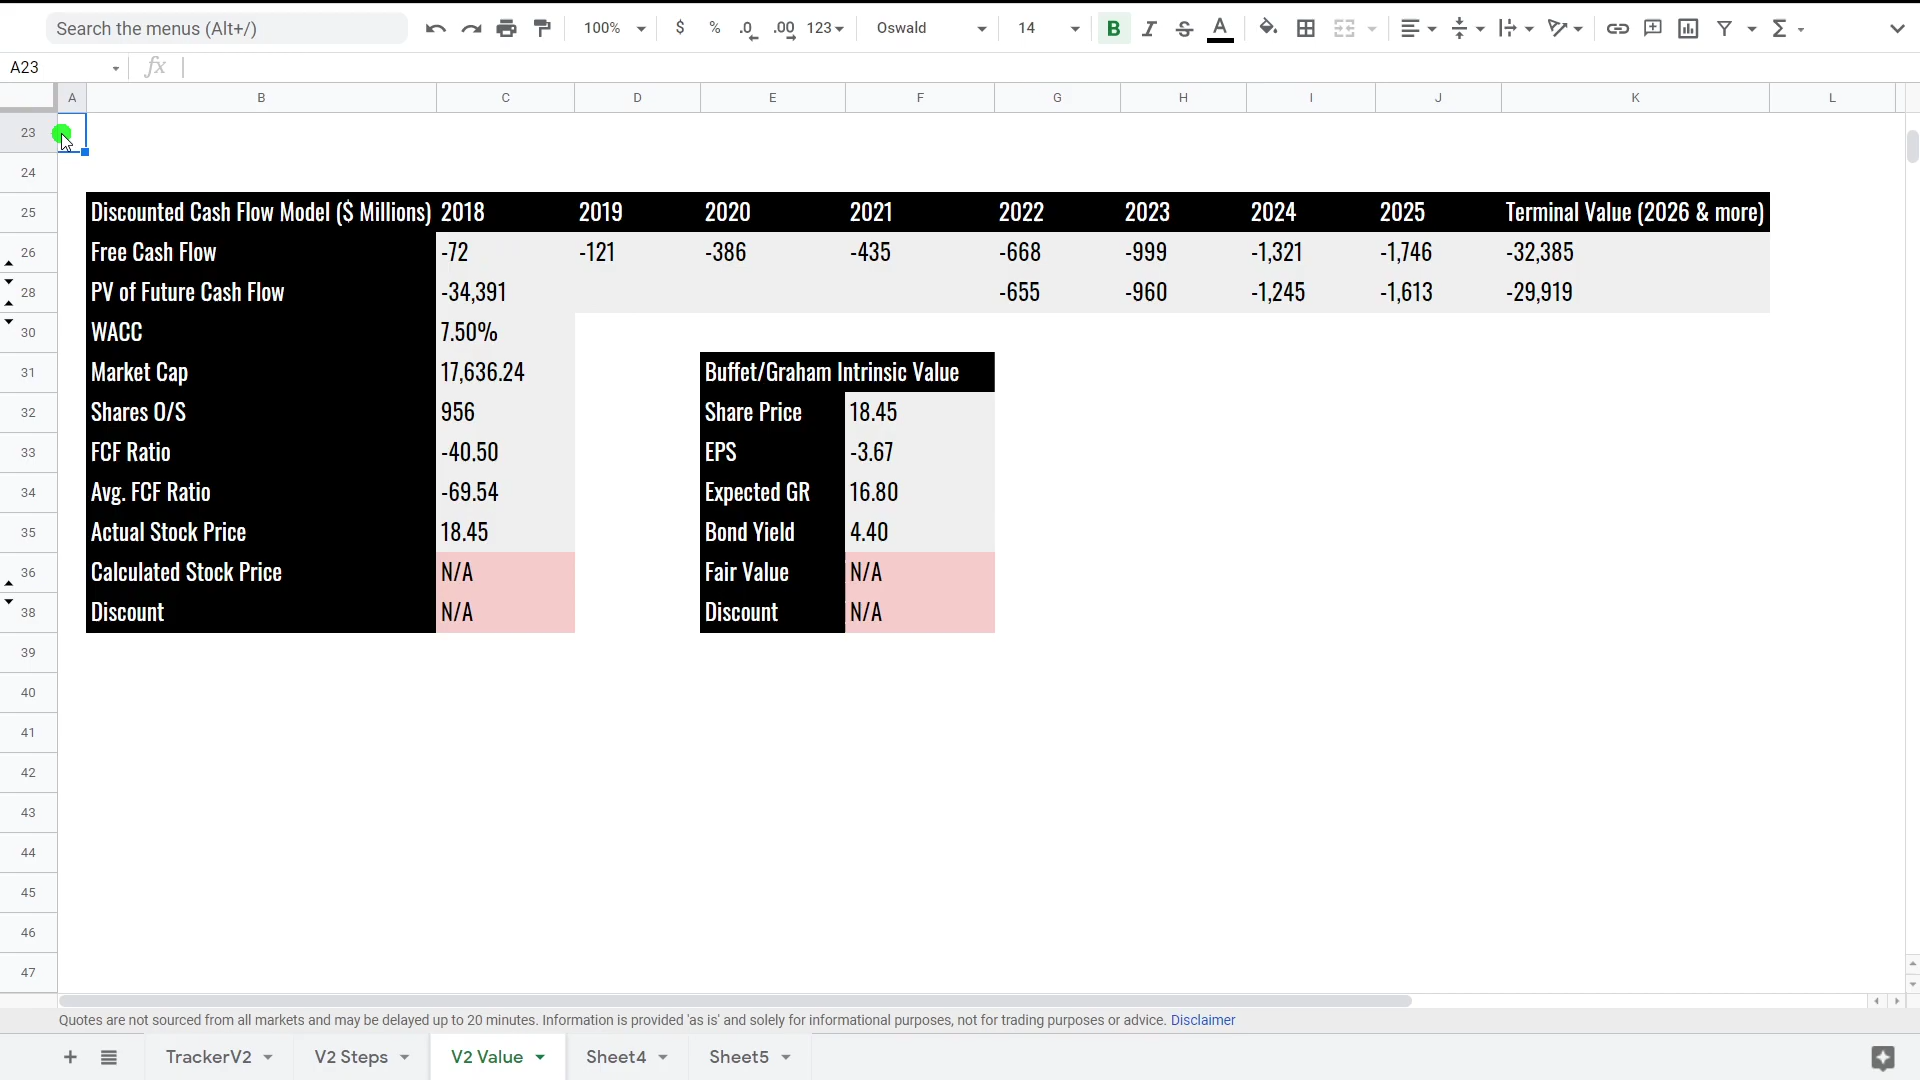 Search the menus (Alt+/) 100% $ % .0 .00 123 Oswald 14 B I S A
A23 fx
A B C D E F G H I J K L
23
24
25 Discounted Cash Flow Model ($ Millions) 2018 2019 2020 2021 2022 2023 2024 2025 Terminal Value (2026 & more)
26 Free Cash Flow -72 -121 -386 -435 -668 -999 -1,321 -1,746 -32,385
28 PV of Future Cash Flow -34,391 -655 -960 -1,245 -1,613 -29,919
30 WACC 7.50%
31 Market Cap 17,636.24 Buffet/Graham Intrinsic Value
32 Shares O/S 956 Share Price 18.45
33 FCF Ratio -40.50 EPS -3.67
34 Avg. FCF Ratio -69.54 Expected GR 16.80
35 Actual Stock Price 18.45 Bond Yield 4.40
36 Calculated Stock Price N/A Fair Value N/A
38 Discount N/A Discount N/A
39
40
41
42
43
44
45
46
47
Quotes are not sourced from all markets and may be delayed up to 20 minutes. Information is provided 'as is' and solely for informational purposes, not for trading purposes or advice. Disclaimer
+ TrackerV2 V2 Steps V2 Value Sheet4 Sheet5